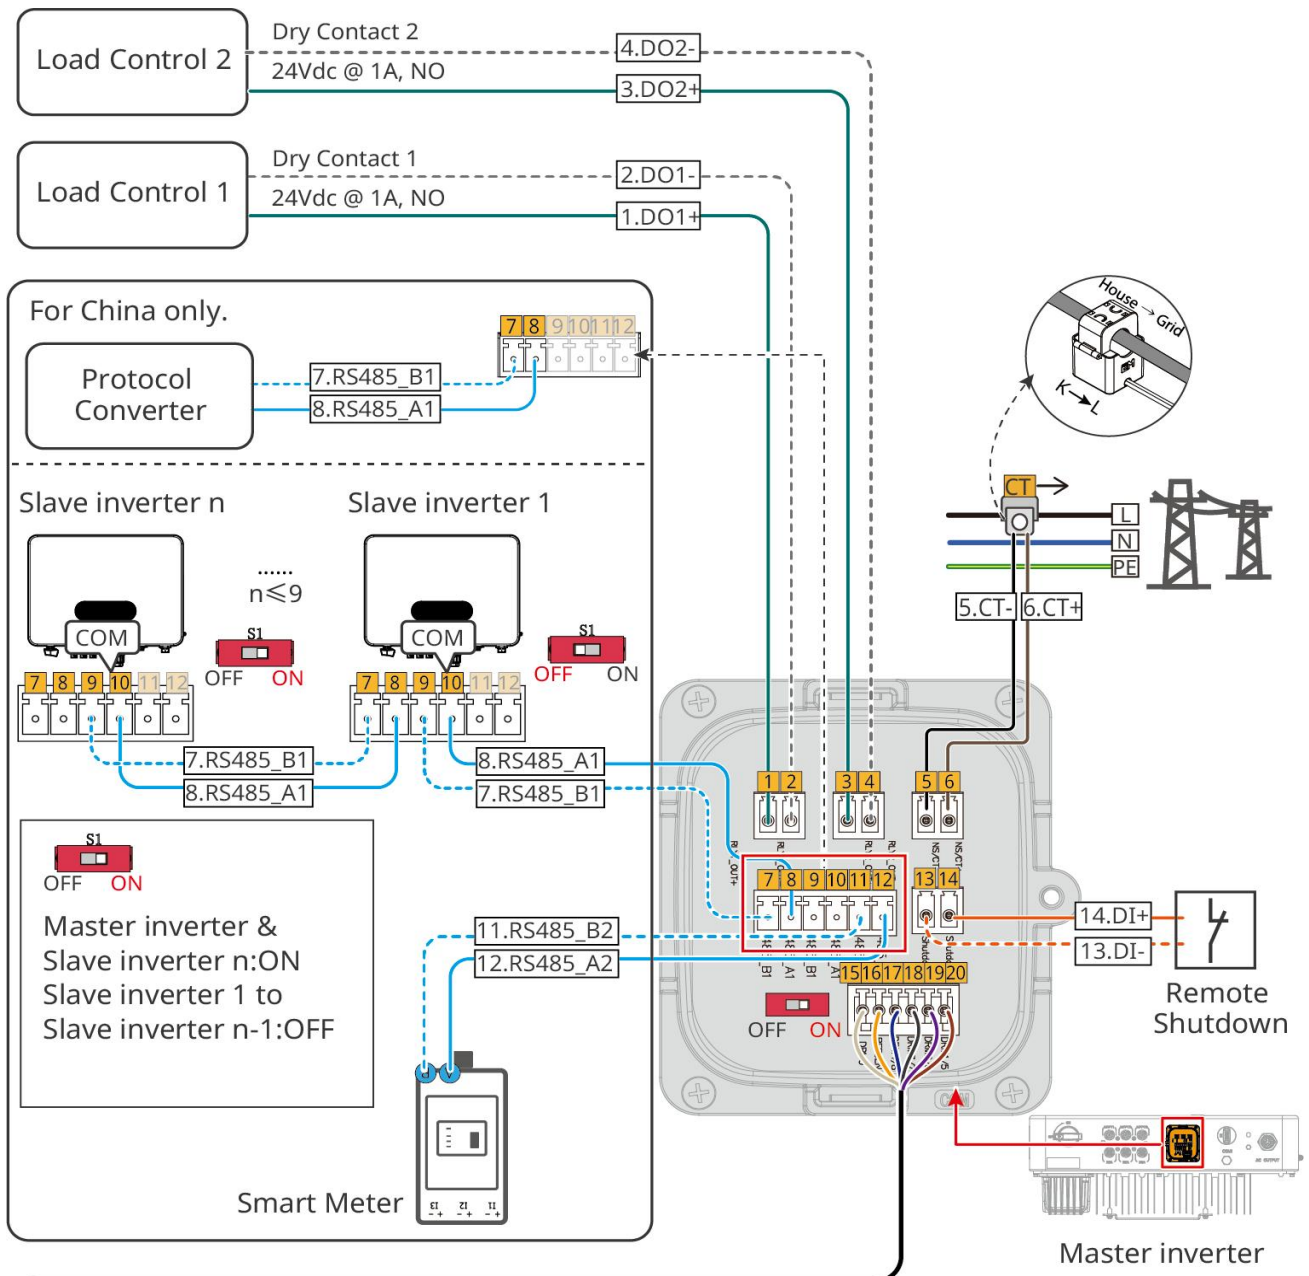 Load Control 2
Dry Contact 2
24Vdc @ 1A, NO
4.DO2-
3.DO2+
Load Control 1
Dry Contact 1
24Vdc @ 1A, NO
2.DO1-
1.DO1+
For China only.
7 8 9 10 11 12
Protocol
Converter
7.RS485_B1
8.RS485_A1
House → Grid
K→L
CT
L
N
PE
5.CT-
6.CT+
Slave inverter n
Slave inverter 1
......
n≤9
COM
COM
S1
OFF ON
S1
OFF ON
7 8 9 10 11 12
7 8 9 10 11 12
7.RS485_B1
8.RS485_A1
8.RS485_A1
7.RS485_B1
1 2
3 4
5 6
NS/CT
NS/CT
7 8 9 10 11 12
13 14
S1
OFF ON
Master inverter &
Slave inverter n:ON
Slave inverter 1 to
Slave inverter n-1:OFF
11.RS485_B2
12.RS485_A2
14.DI+
13.DI-
Remote
Shutdown
15 16 17 18 19 20
OFF ON
B A
Smart Meter
Master inverter